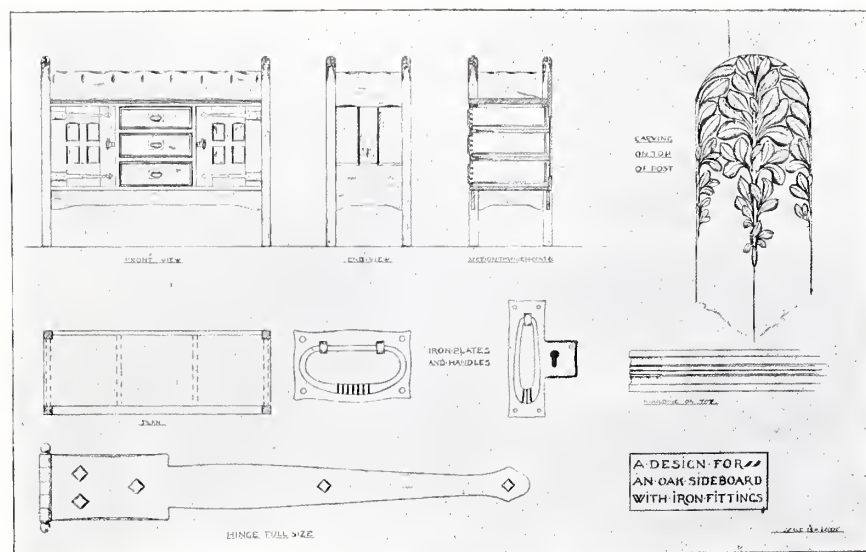 CARVING
ON TOP
OF POST
FRONT VIEW
END VIEW
IRON·PLATES
AND·HANDLES
PLAN
A·DESIGN·FOR
AN·OAK·SIDEBOARD
WITH·IRON·FITTINGS
HINGE FULL SIZE